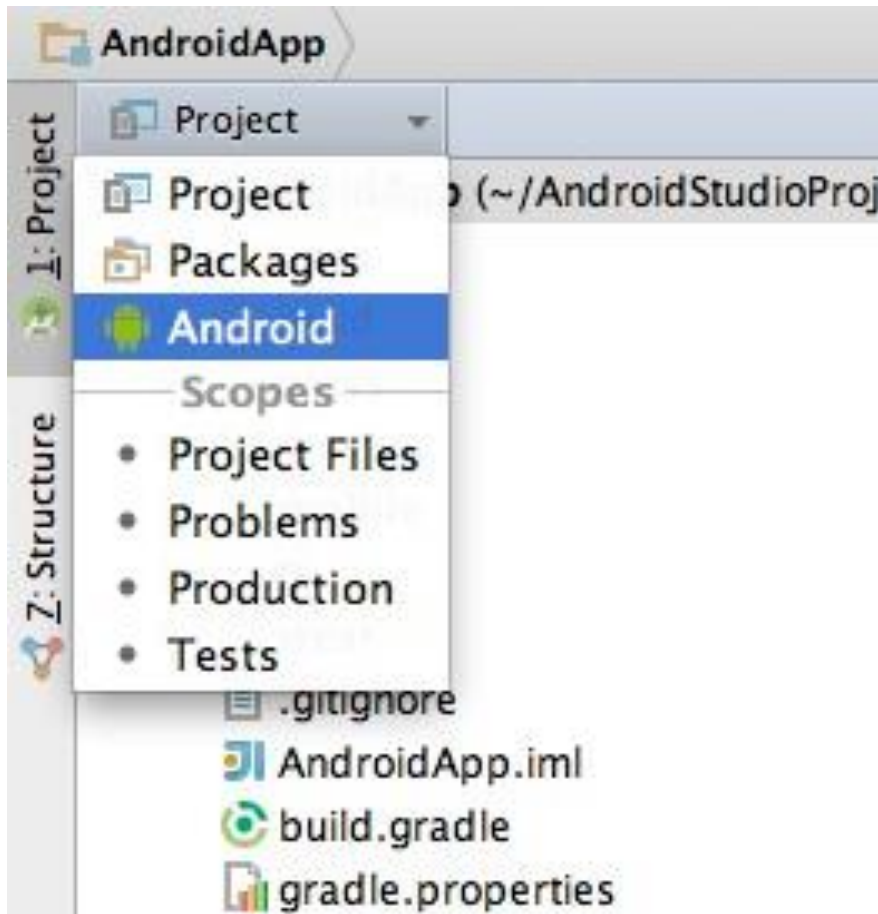 AndroidApp
Project
1: Project
Project
(~/AndroidStudioProj
Packages
Android
Scopes
Project Files
Problems
Production
Tests
7: Structure
.gitignore
AndroidApp.iml
build.gradle
gradle.properties